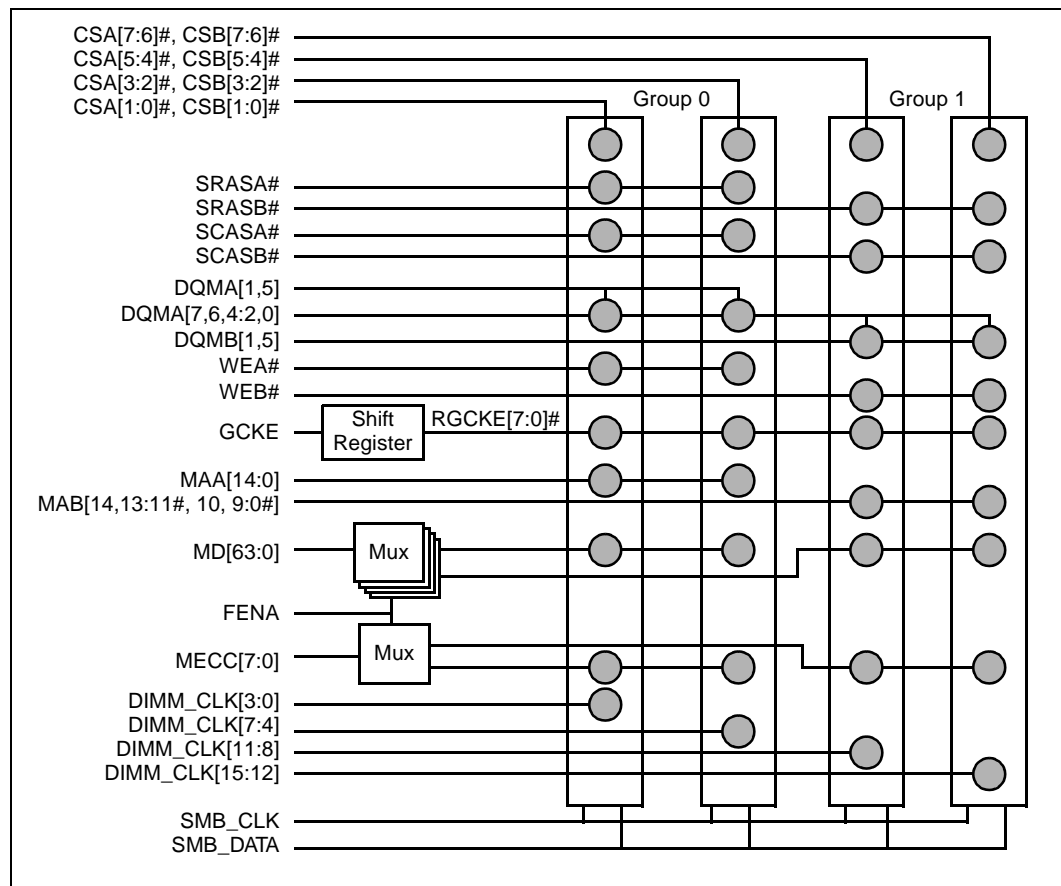 CSA[7:6]#, CSB[7:6]#
CSA[5:4]#, CSB[5:4]#
CSA[3:2]#, CSB[3:2]#
CSA[1:0]#, CSB[1:0]#
Group 0
Group 1
SRASA#
SRASB#
SCASA#
SCASB#
DQMA[1,5]
DQMA[7,6,4:2,0]
DQMB[1,5]
WEA#
WEB#
GCKE
Shift
Register
RGCKE[7:0]#
MAA[14:0]
MAB[14,13:11#, 10, 9:0#]
MD[63:0]
Mux
FENA
MECC[7:0]
Mux
DIMM_CLK[3:0]
DIMM_CLK[7:4]
DIMM_CLK[11:8]
DIMM_CLK[15:12]
SMB_CLK
SMB_DATA